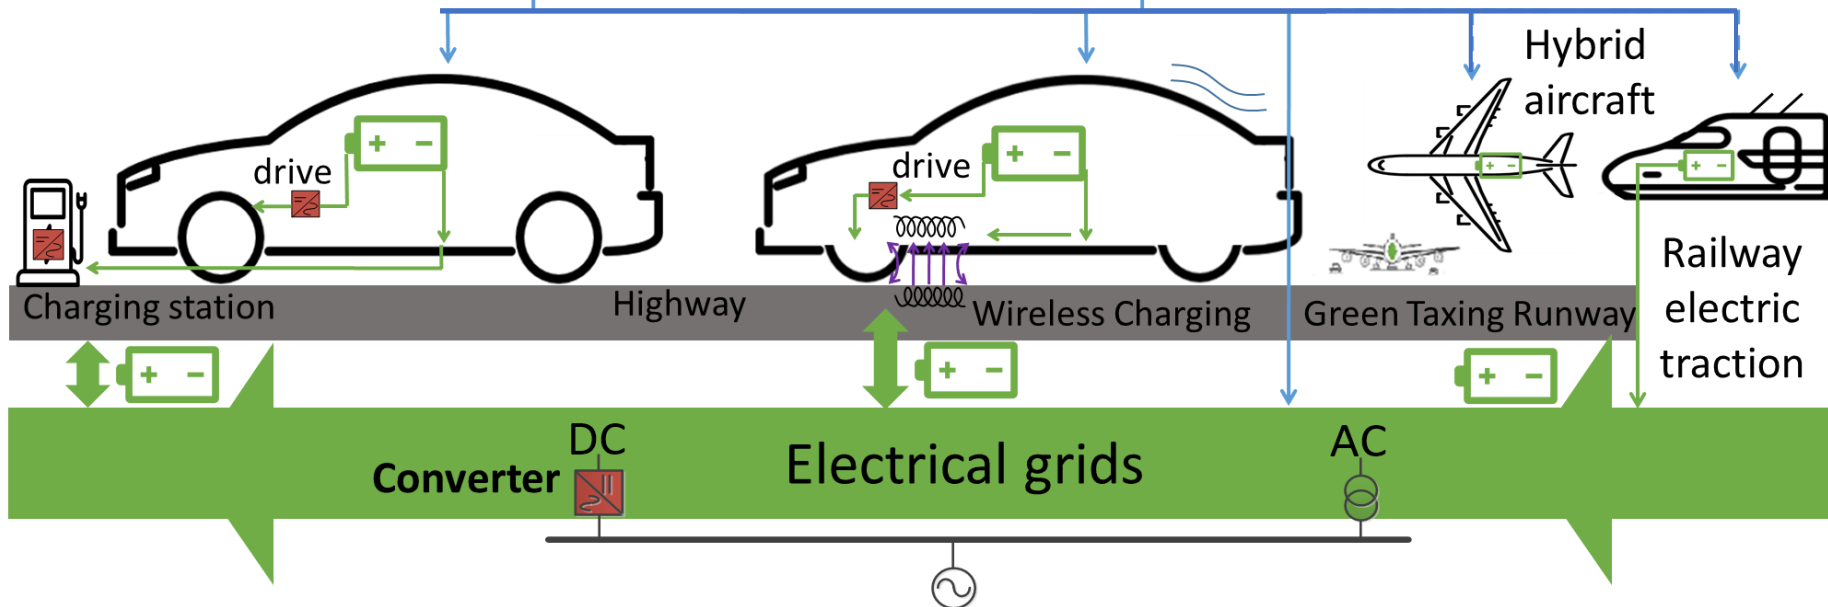 Hybrid
aircraft
drive
drive
Charging station
Highway
Wireless Charging
Green Taxing Runway
Railway
electric
traction
DC
Converter
Electrical grids
AC